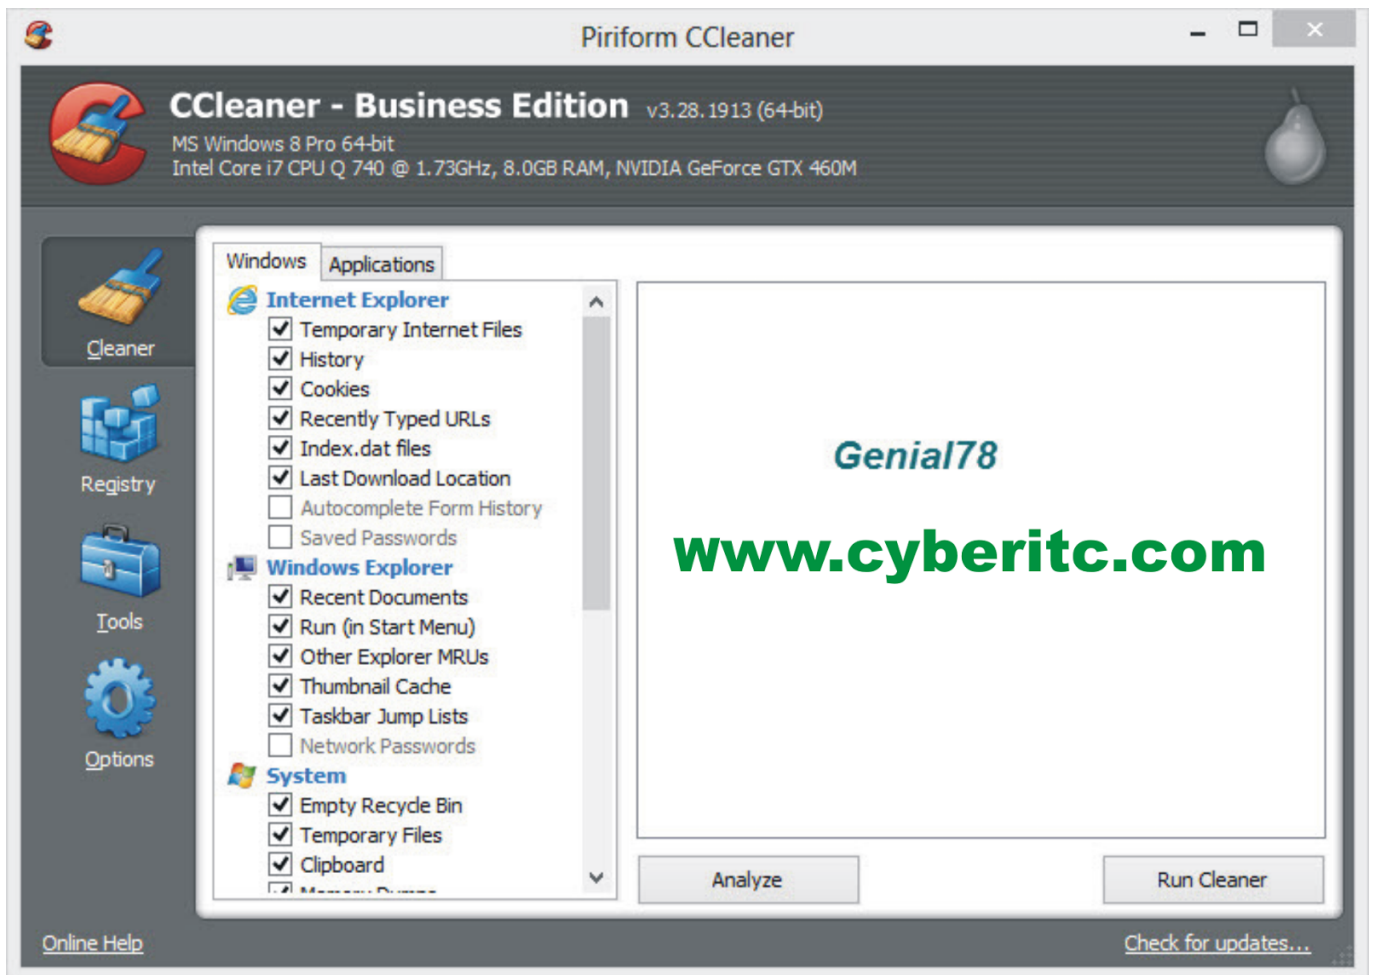 Piriform CCleaner
CCleaner - Business Edition v3.28.1913 (64-bit)
MS Windows 8 Pro 64-bit
Intel Core i7 CPU Q 740 @ 1.73GHz, 8.0GB RAM, NVIDIA GeForce GTX 460M
Cleaner
Registry
Tools
Options
Windows
Applications
Internet Explorer
Temporary Internet Files
History
Cookies
Recently Typed URLs
Index.dat files
Last Download Location
Autocomplete Form History
Saved Passwords
Windows Explorer
Recent Documents
Run (in Start Menu)
Other Explorer MRUs
Thumbnail Cache
Taskbar Jump Lists
Network Passwords
System
Empty Recycle Bin
Temporary Files
Clipboard
Memory Dumps
Genial78
www.cyberitc.com
Analyze
Run Cleaner
Online Help
Check for updates...